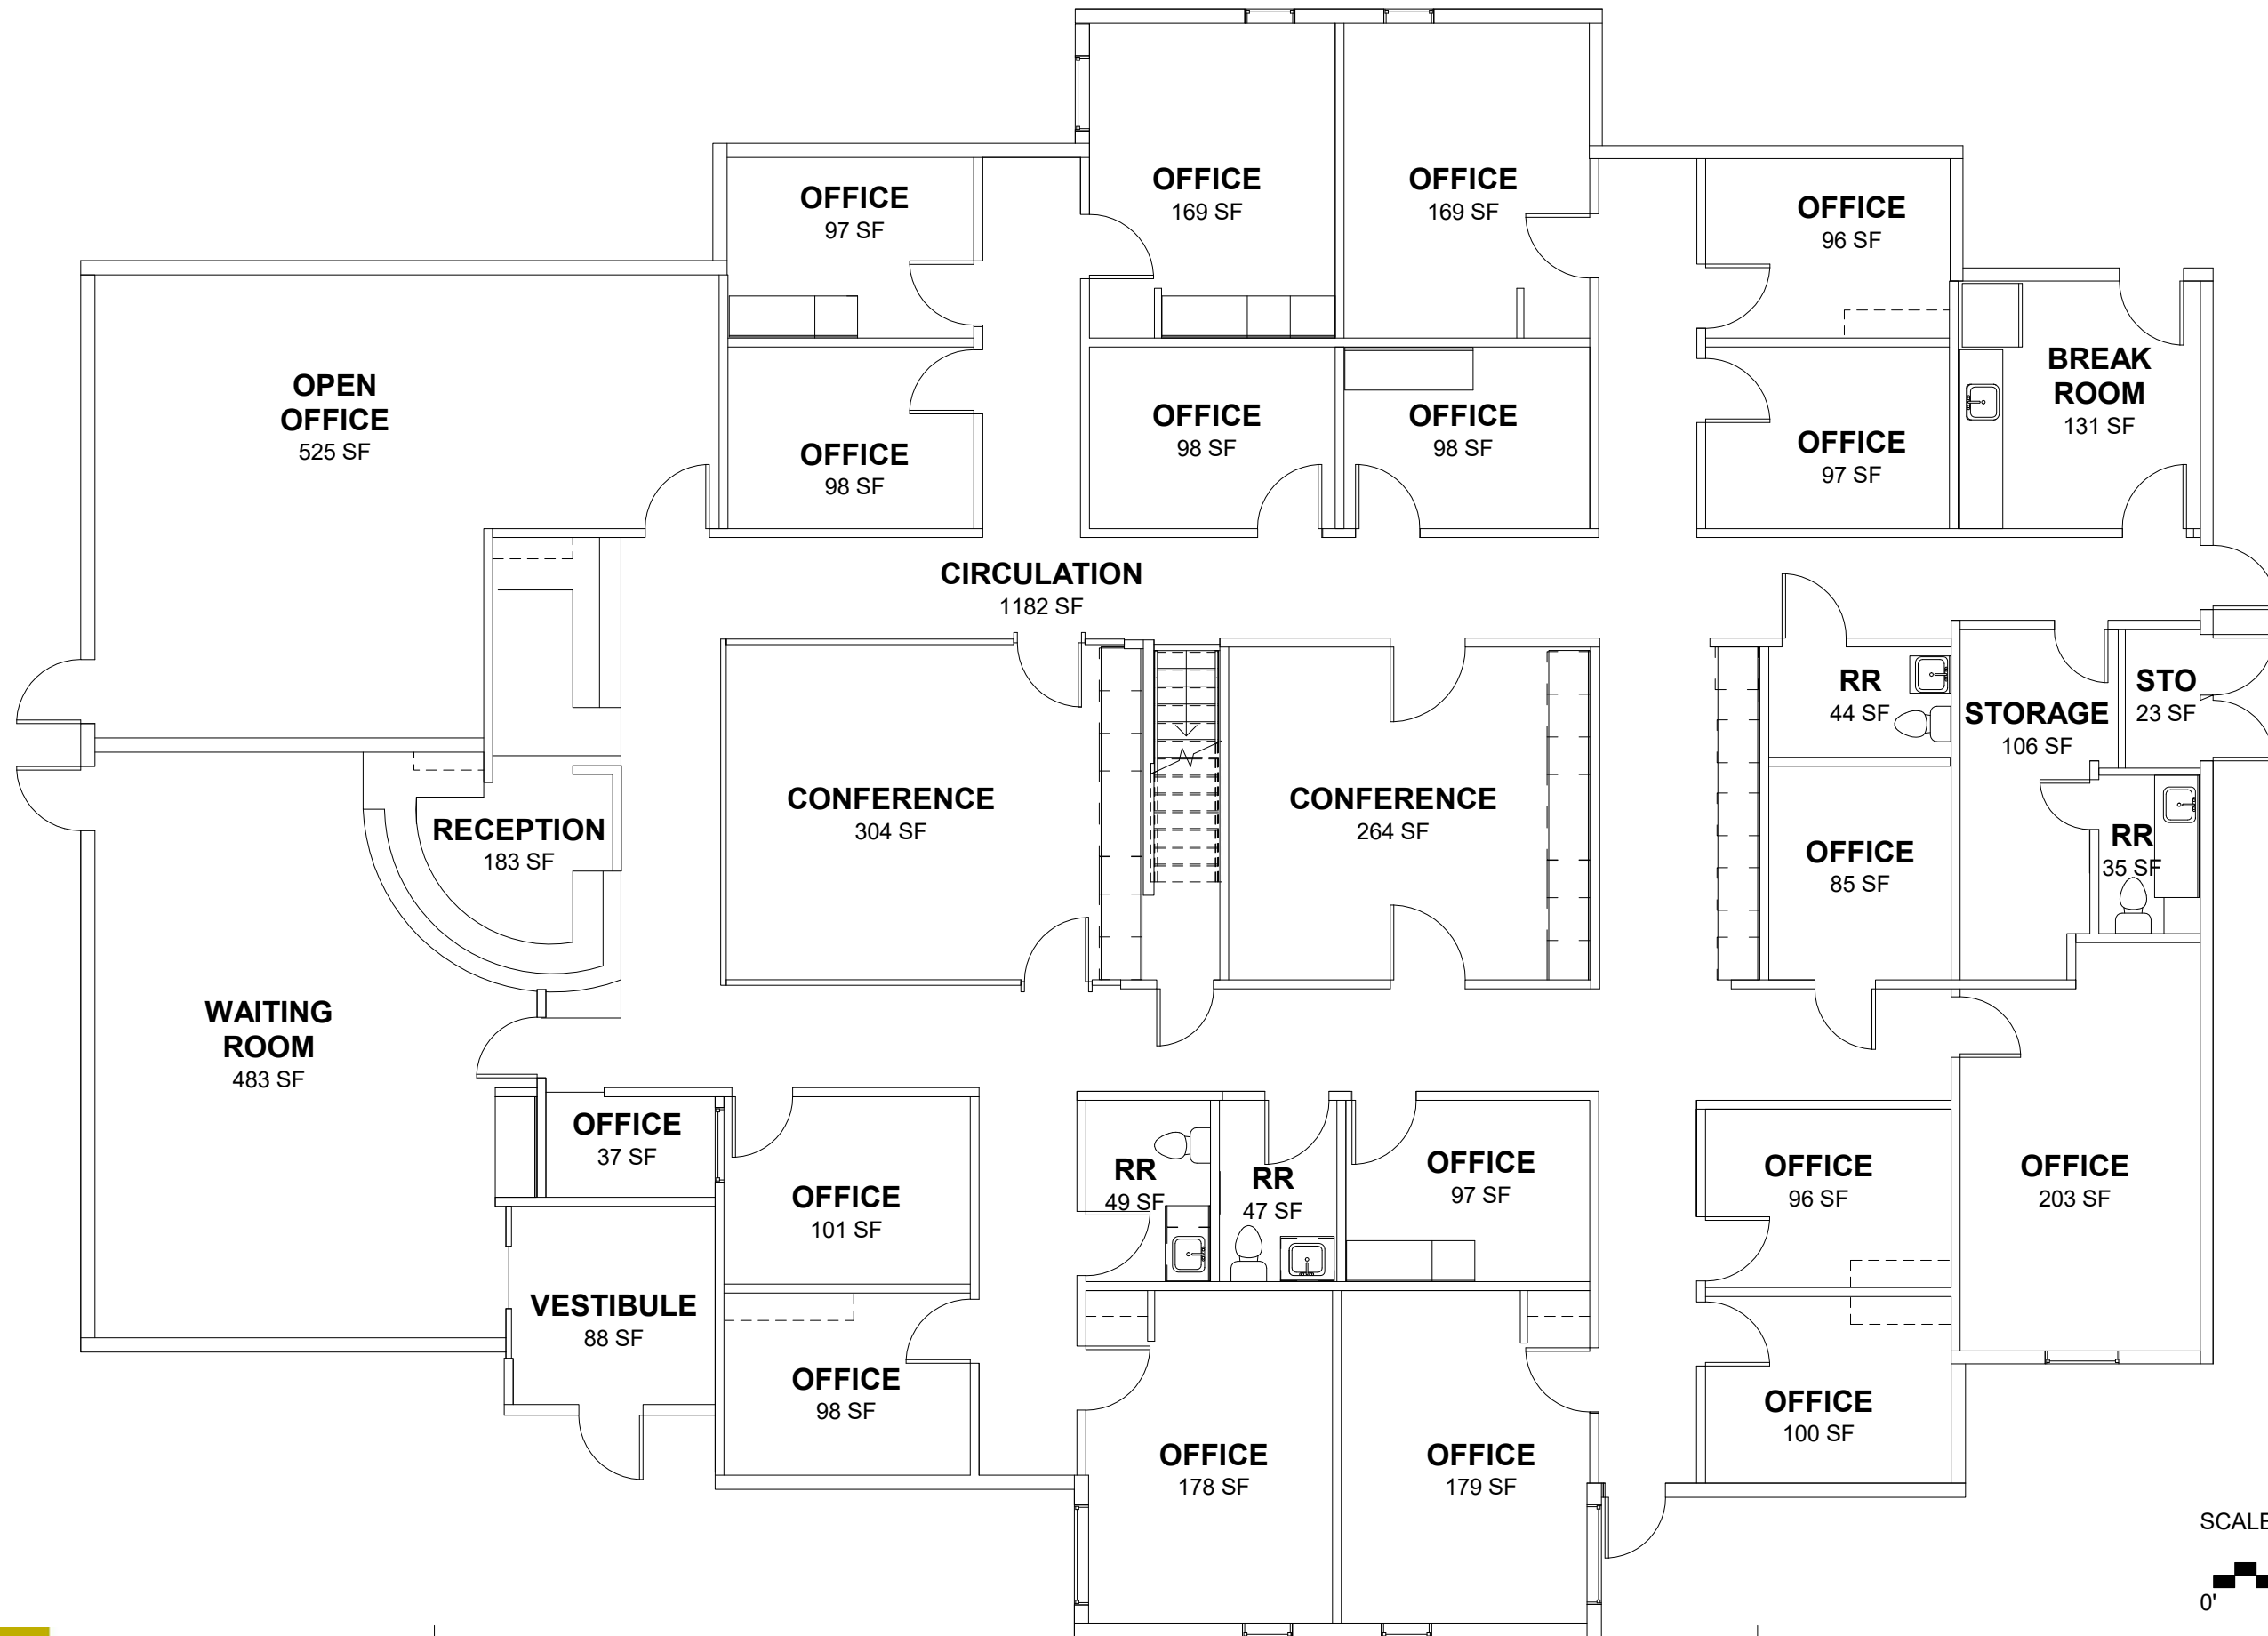 OFFICE
169 SF
OFFICE
169 SF
OFFICE
97 SF
OFFICE
96 SF
OPEN
OFFICE
525 SF
OFFICE
98 SF
OFFICE
98 SF
OFFICE
98 SF
OFFICE
97 SF
BREAK
ROOM
131 SF
CIRCULATION
1182 SF
RR
44 SF
STORAGE
106 SF
STO
23 SF
RECEPTION
183 SF
CONFERENCE
304 SF
CONFERENCE
264 SF
OFFICE
85 SF
RR
35 SF
WAITING
ROOM
483 SF
OFFICE
37 SF
OFFICE
101 SF
RR
49 SF
RR
47 SF
OFFICE
97 SF
OFFICE
96 SF
OFFICE
203 SF
VESTIBULE
88 SF
OFFICE
98 SF
OFFICE
178 SF
OFFICE
179 SF
OFFICE
100 SF
SCALE
0'